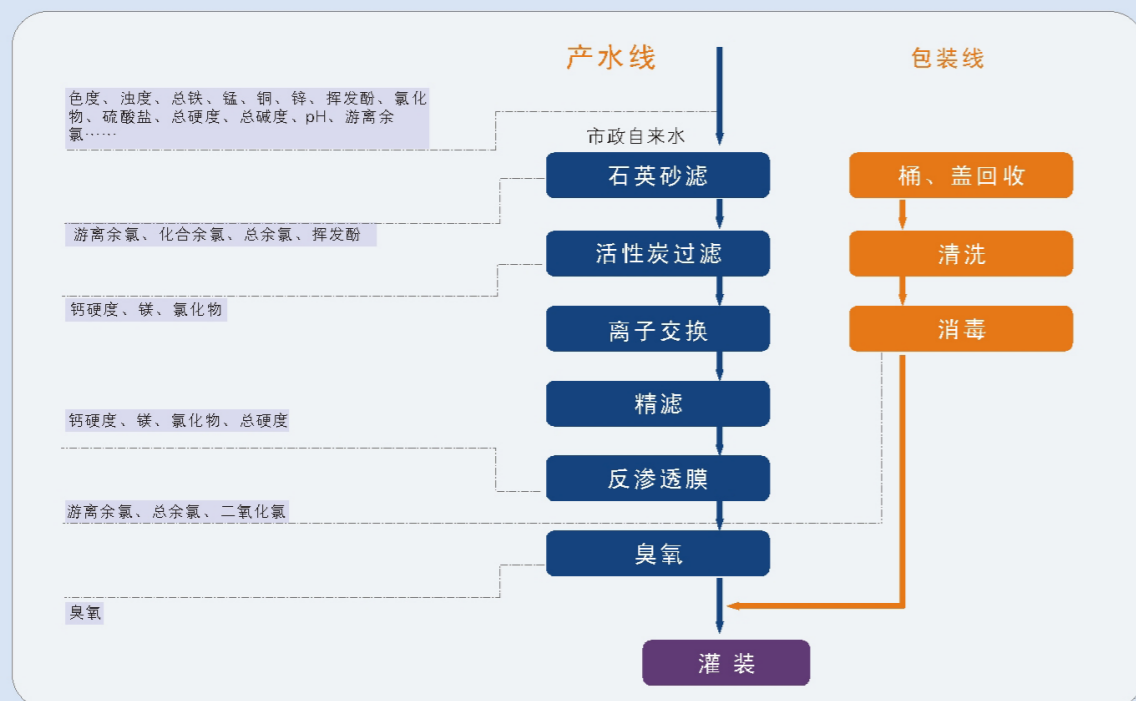 产水线
包装线
色度、浊度、总铁、锰、铜、锌、挥发酚、氯化
物、硫酸盐、总硬度、总碱度、pH、游离余
氯……
市政自来水
石英砂滤
桶、盖回收
游离余氯、化合余氯、总余氯、挥发酚
活性炭过滤
清洗
钙硬度、镁、氯化物
离子交换
消毒
精滤
钙硬度、镁、氯化物、总硬度
反渗透膜
游离余氯、总余氯、二氧化氯
臭氧
臭氧
灌装